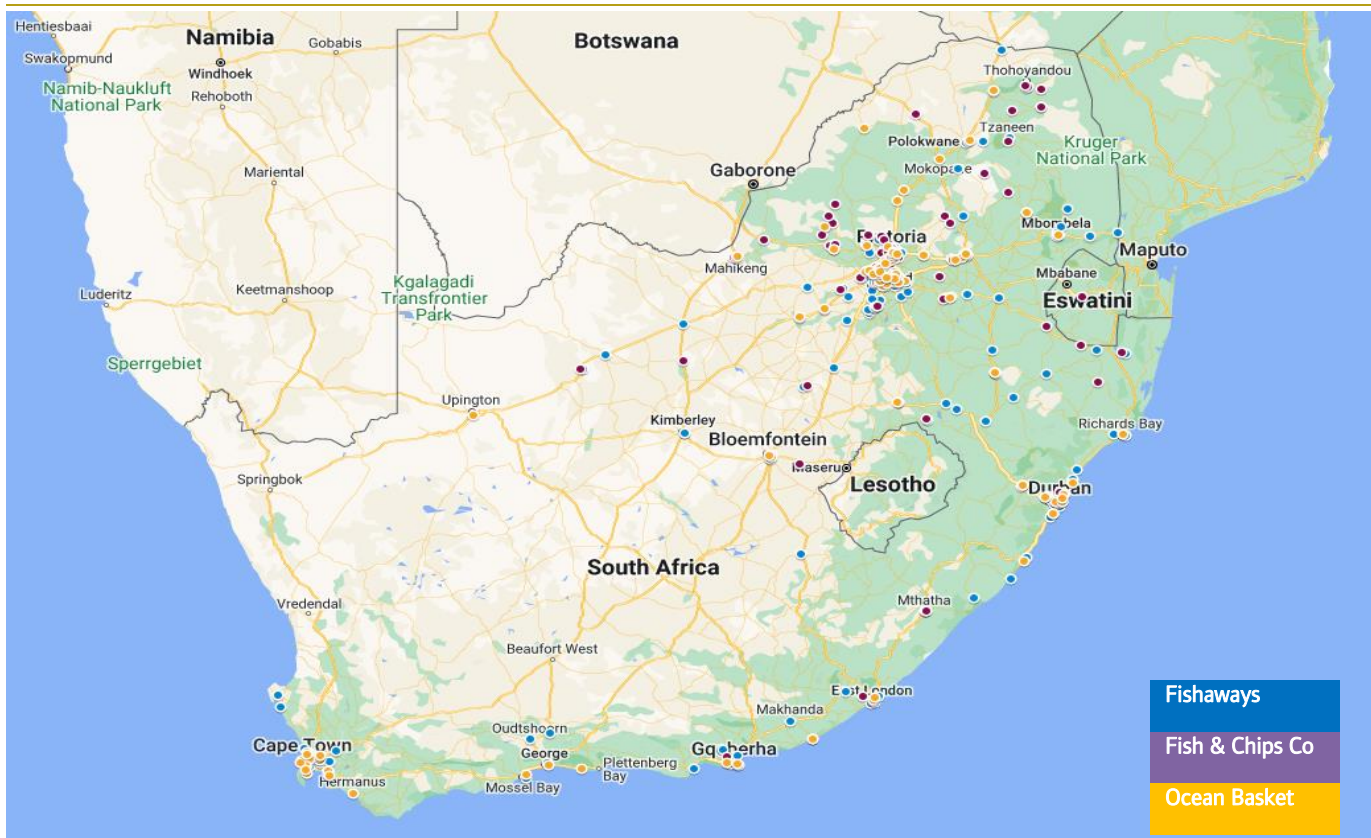 Hentiesbaai
Swakopmund
Namibia
Windhoek
Gobabis
Rehoboth
Namib-Naukluft
National Park
Mariental
Botswana
Gaborone
Thohoyandou
Tzaneen
Polokwane
Mokopane
Kruger
National Park
Mbombela
Maputo
Mbabane
Eswatini
Pretoria
Mahikeng
Luderitz
Keetmanshoop
Kgalagadi
Transfrontier
Park
Sperrgebiet
Upington
Kimberley
Bloemfontein
Maseru
Lesotho
Richards Bay
Durban
Springbok
South Africa
Vredendal
Mthatha
Beaufort West
East London
Makhanda
Oudtshoorn
George
Cape Town
Hermanus
Mossel Bay
Plettenberg
Bay
Gqeberha
Fishaways
Fish & Chips Co
Ocean Basket